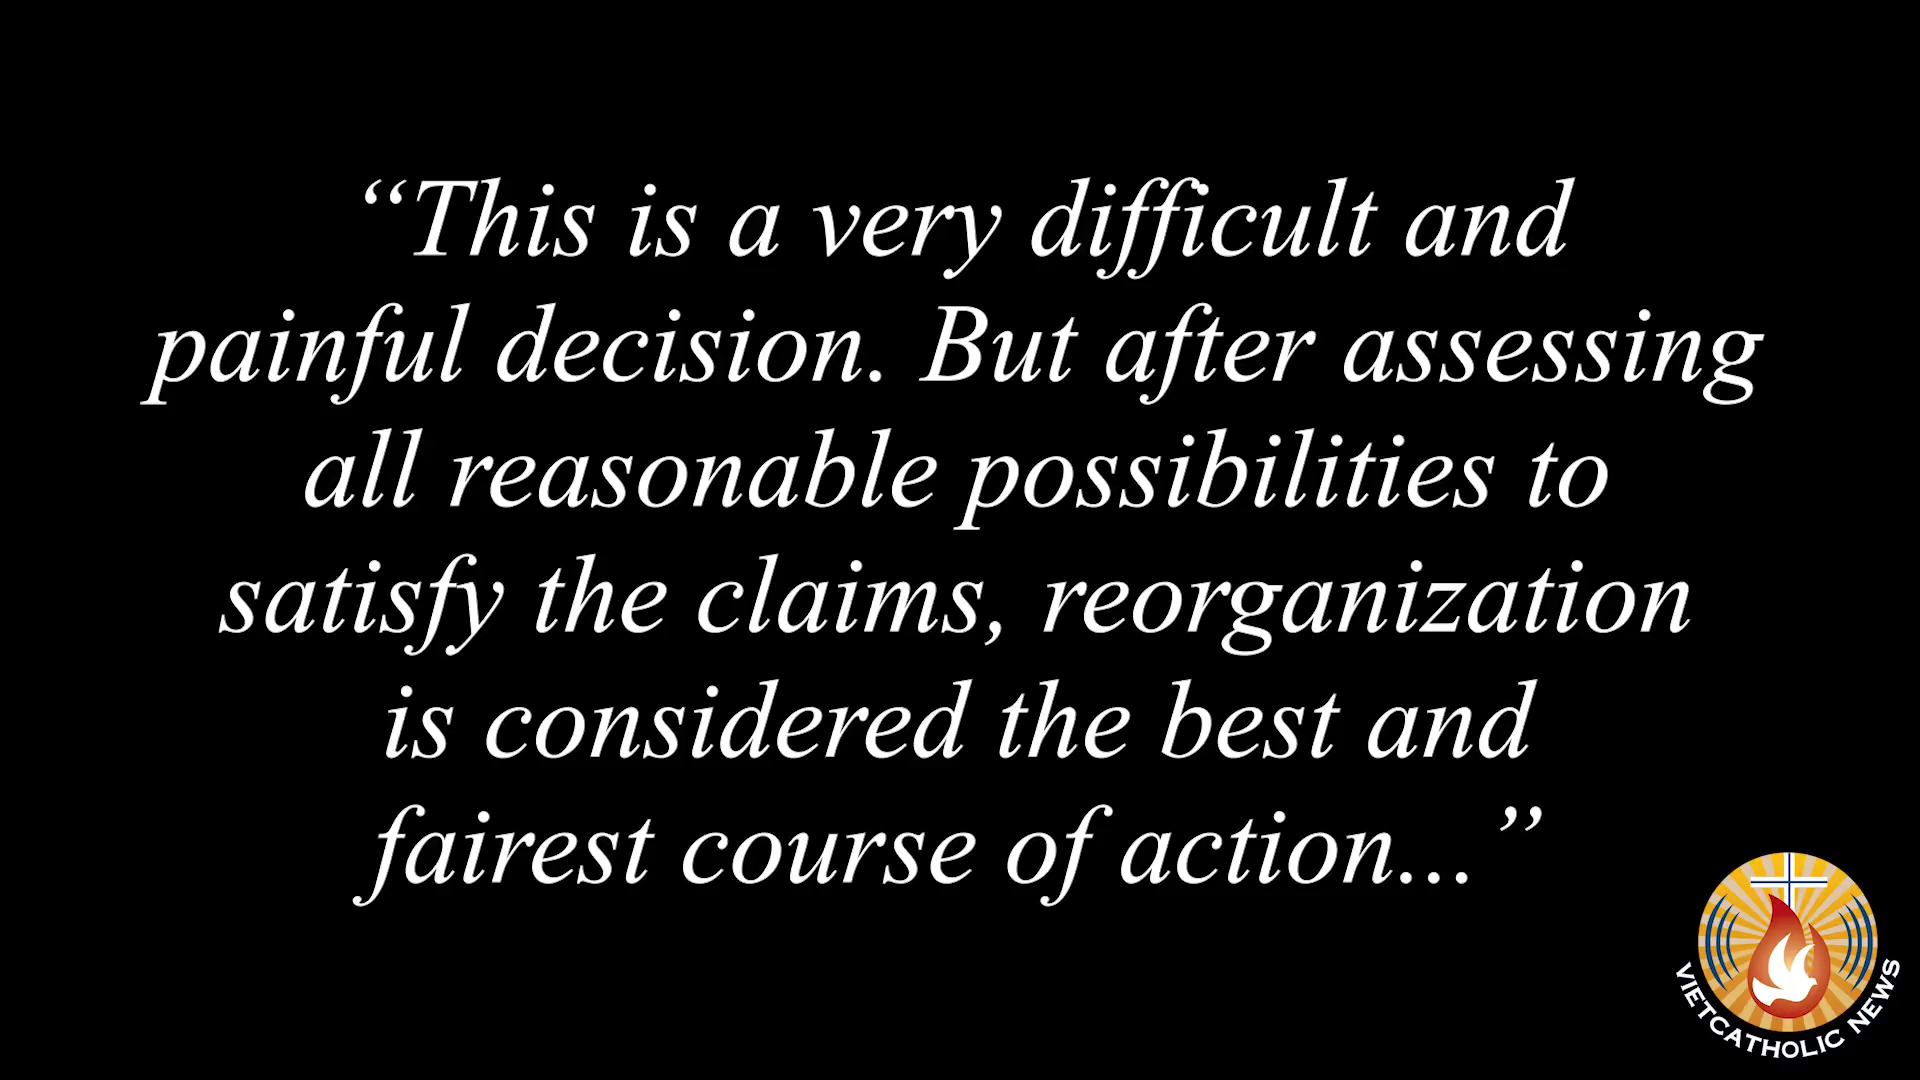 “This is a very difficult and
painful decision. But after assessing
all reasonable possibilities to
satisfy the claims, reorganization
is considered the best and
fairest course of action...”
VIETCATHOLIC NEWS